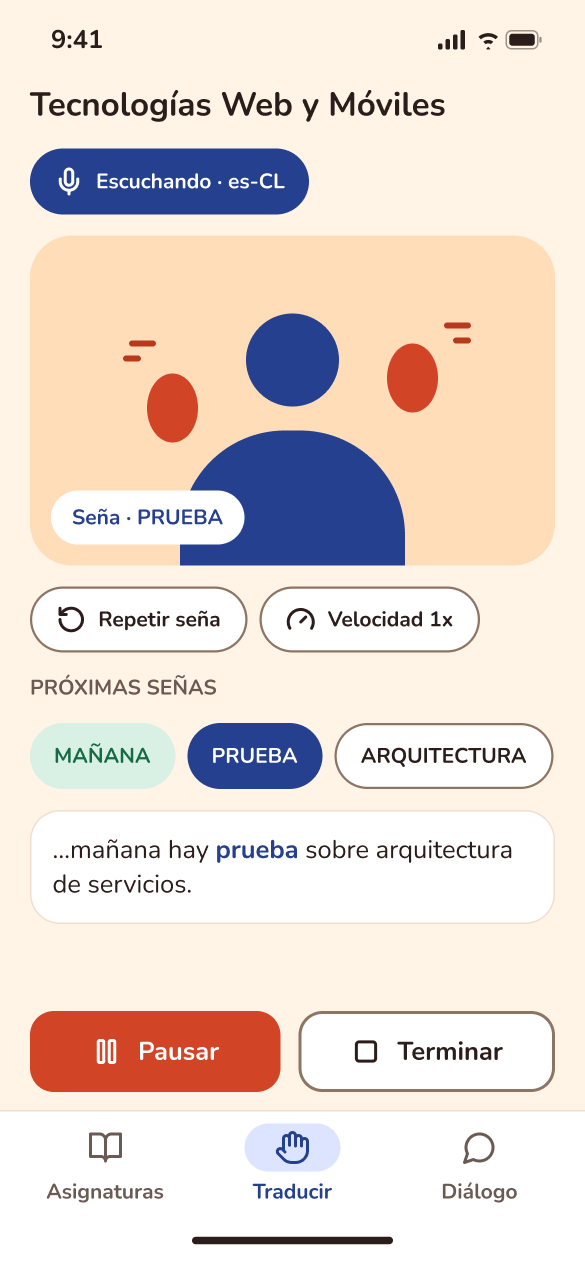 9:41
Tecnologías Web y Móviles
Escuchando · es-CL
Seña · PRUEBA
Repetir seña
Velocidad 1x
PRÓXIMAS SEÑAS
MAÑANA
PRUEBA
ARQUITECTURA
...mañana hay prueba sobre arquitectura
de servicios.
Pausar
Terminar
Asignaturas
Traducir
Diálogo